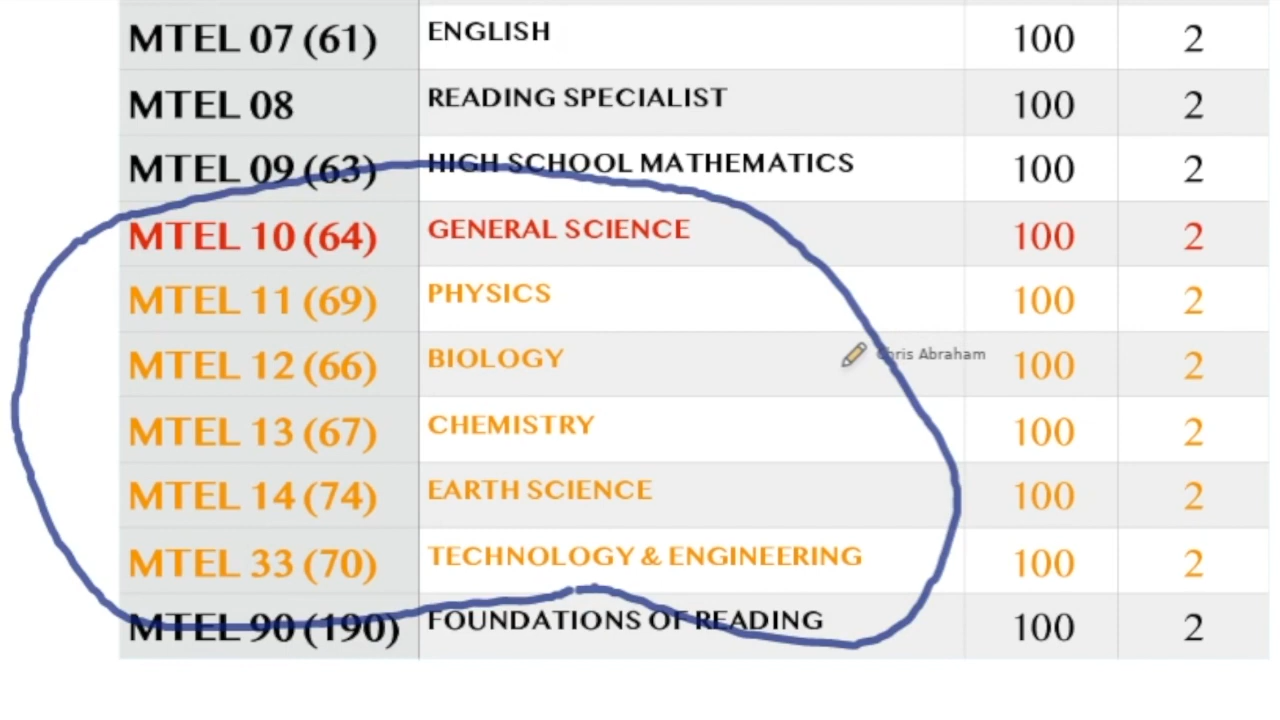 MTEL 07 (61) ENGLISH 100 2
MTEL 08 READING SPECIALIST 100 2
MTEL 09 (63) HIGH SCHOOL MATHEMATICS 100 2
MTEL 10 (64) GENERAL SCIENCE 100 2
MTEL 11 (69) PHYSICS 100 2
MTEL 12 (66) BIOLOGY 100 2
Chris Abraham
MTEL 13 (67) CHEMISTRY 100 2
MTEL 14 (74) EARTH SCIENCE 100 2
MTEL 33 (70) TECHNOLOGY & ENGINEERING 100 2
MTEL 90 (190) FOUNDATIONS OF READING 100 2